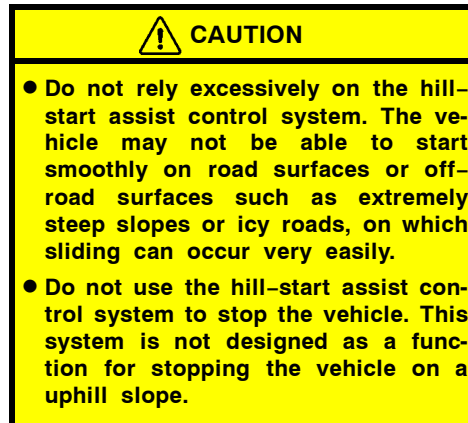 CAUTION
● Do not rely excessively on the hill–
start assist control system. The ve-
hicle may not be able to start
smoothly on road surfaces or off–
road surfaces such as extremely
steep slopes or icy roads, on which
sliding can occur very easily.
● Do not use the hill–start assist con-
trol system to stop the vehicle. This
system is not designed as a func-
tion for stopping the vehicle on a
uphill slope.